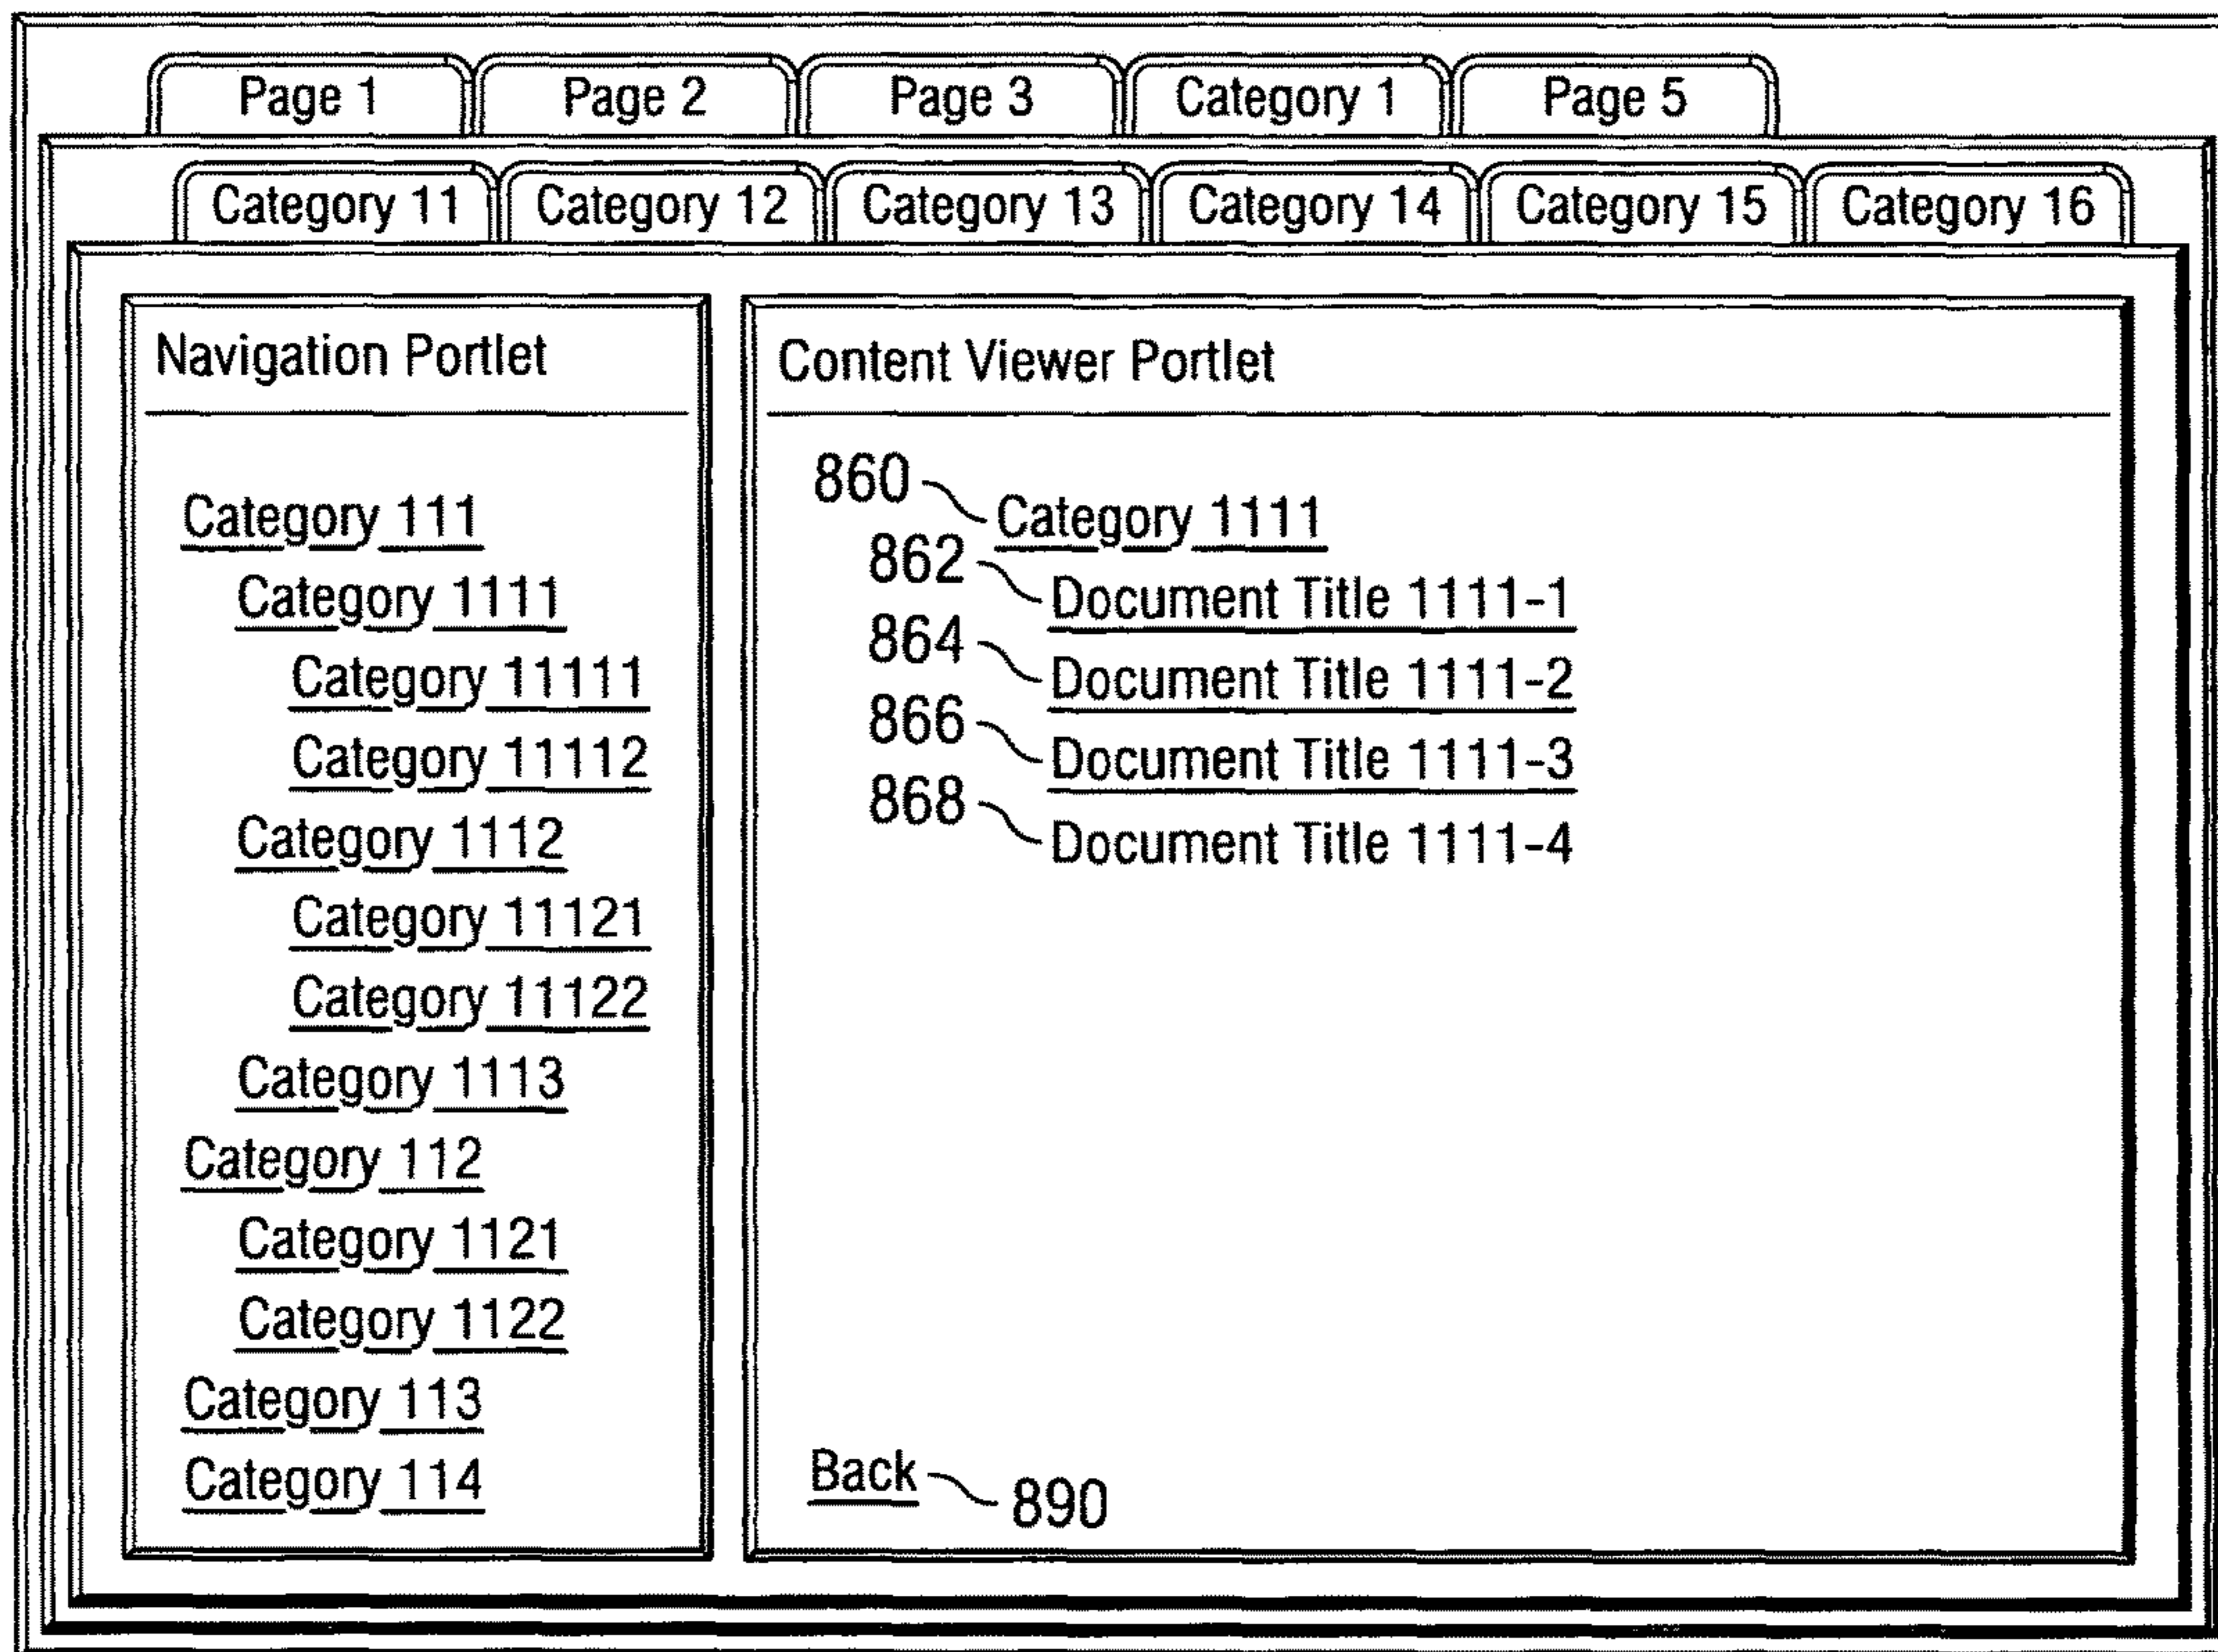 Page 1 Page 2 Page 3 Category 1 Page 5
Category 11 Category 12 Category 13 Category 14 Category 15 Category 16
Navigation Portlet
Category 111
Category 1111
Category 11111
Category 11112
Category 1112
Category 11121
Category 11122
Category 1113
Category 112
Category 1121
Category 1122
Category 113
Category 114
Content Viewer Portlet
860 Category 1111
862 Document Title 1111-1
864 Document Title 1111-2
866 Document Title 1111-3
868 Document Title 1111-4
Back 890